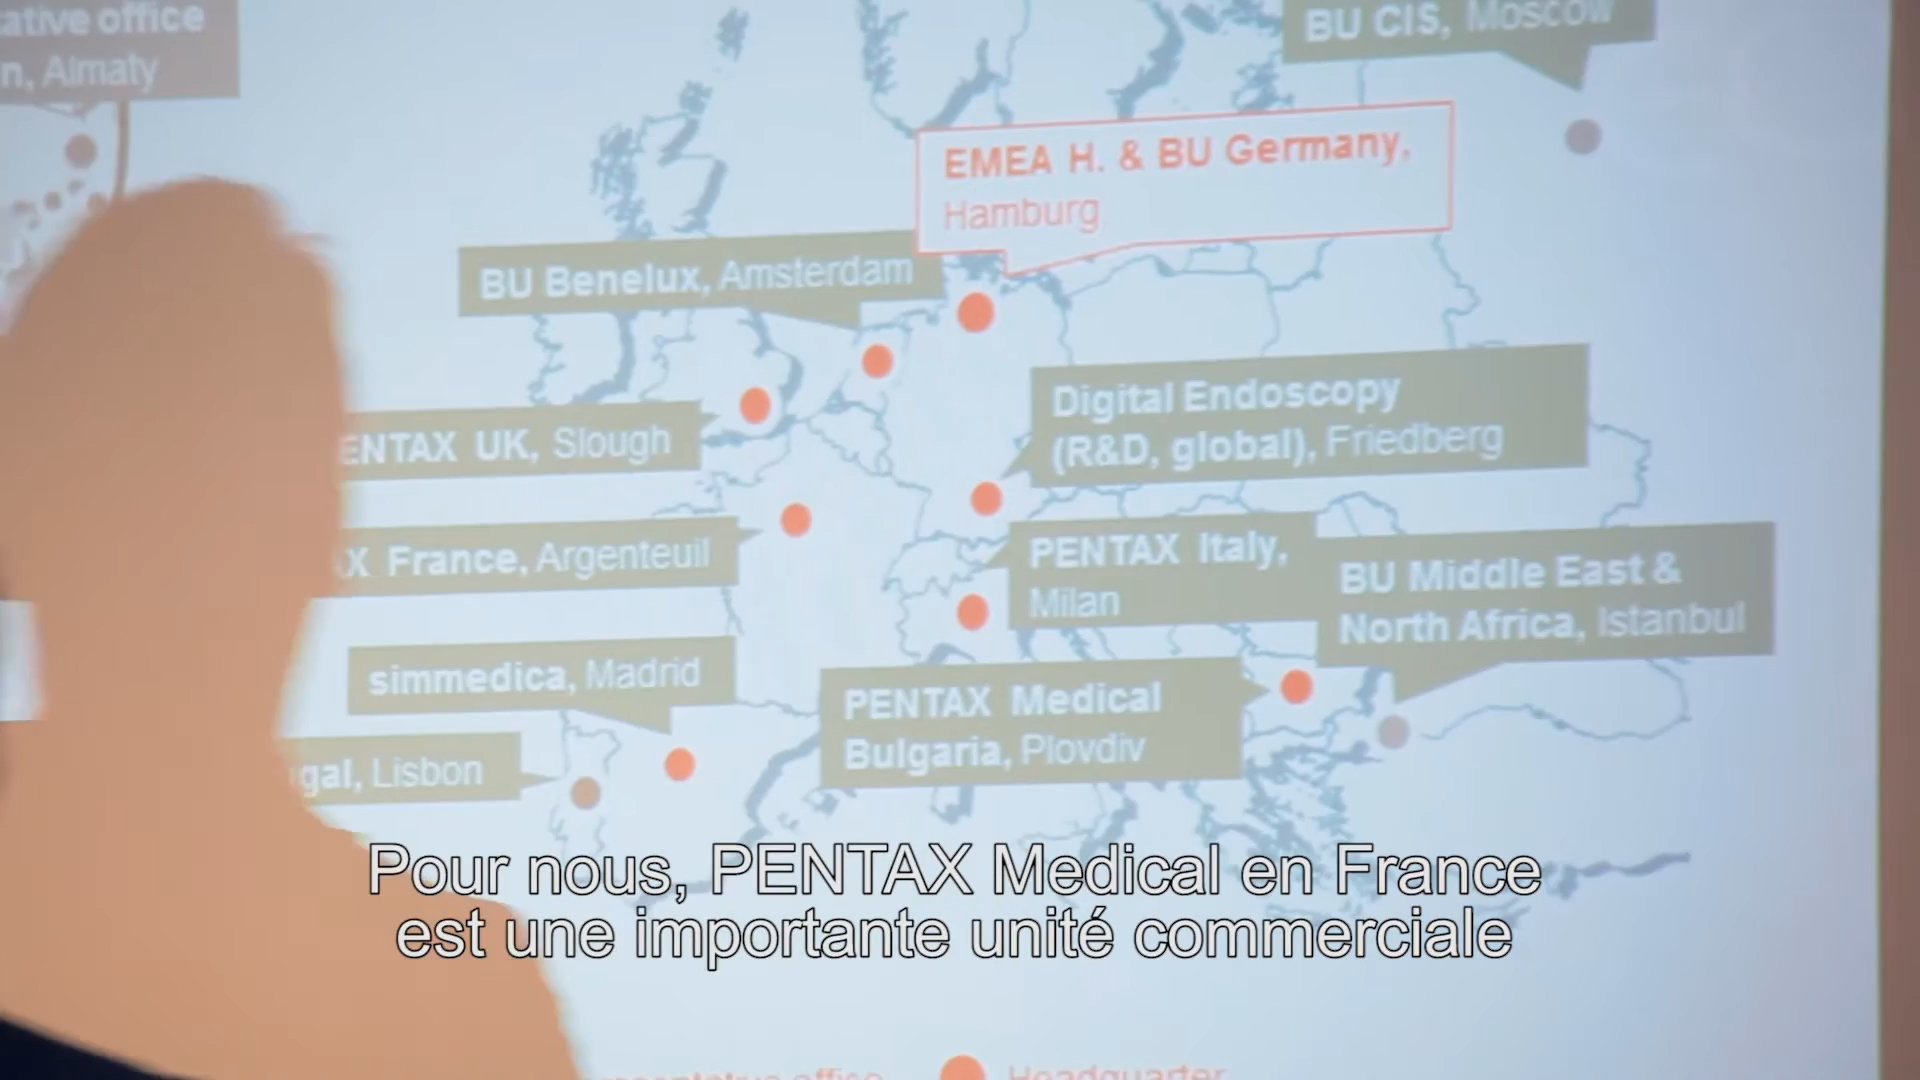 ative office
n, Almaty
BU CIS, Moscow
EMEA H. & BU Germany,
Hamburg
BU Benelux, Amsterdam
Digital Endoscopy
(R&D, global), Friedberg
ENTAX UK, Slough
X France, Argenteuil
PENTAX Italy,
Milan
BU Middle East &
North Africa, Istanbul
simmedica, Madrid
PENTAX Medical
Bulgaria, Plovdiv
gal, Lisbon
Pour nous, PENTAX Medical en France
est une importante unité commerciale
office
Headquarter